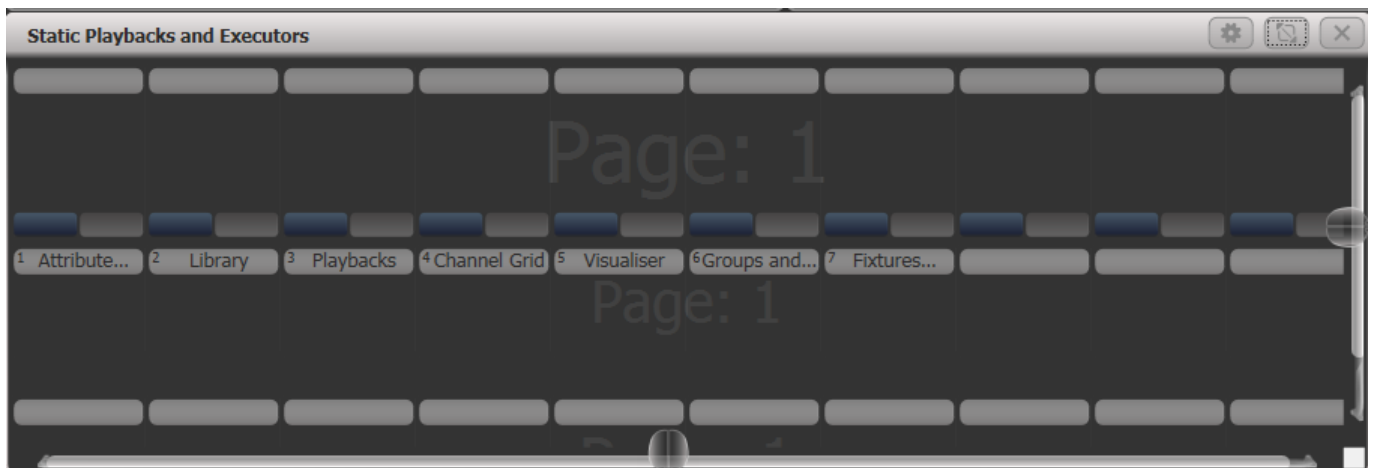 Static Playbacks and Executors
Page: 1
1 Attribute... 2 Library 3 Playbacks 4 Channel Grid 5 Visualiser 6 Groups and... 7 Fixtures...
Page: 1